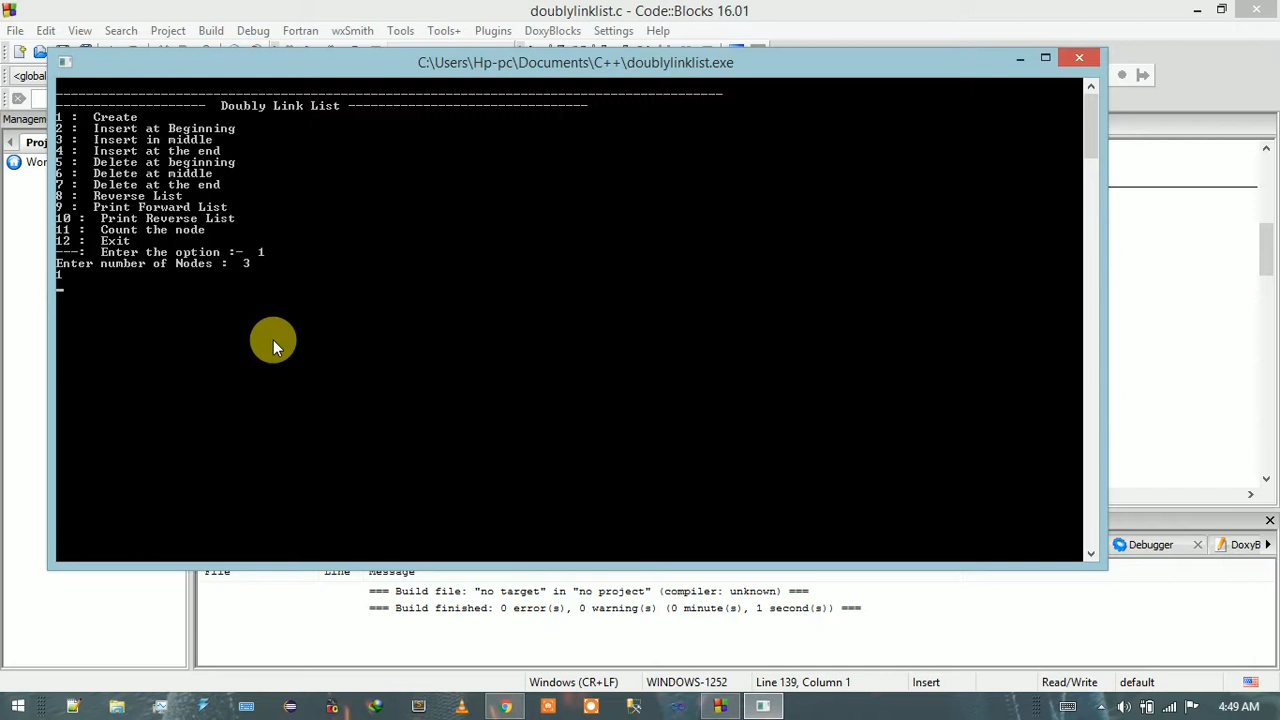 doublylinklist.c - Code::Blocks 16.01
File Edit View Search Project Build Debug Fortran wxSmith Tools Tools+ Plugins DoxyBlocks Settings Help
<global
Management
Proj
Wor
C:\Users\Hp-pc\Documents\C++\doublylinklist.exe
-------------------- Doubly Link List --------------------------------
1 : Create
2 : Insert at Beginning
3 : Insert in middle
4 : Insert at the end
5 : Delete at beginning
6 : Delete at middle
7 : Delete at the end
8 : Reverse List
9 : Print Forward List
10 : Print Reverse List
11 : Count the node
12 : Exit
---: Enter the option :- 1
Enter number of Nodes : 3
1
Debugger DoxyB
File Line Message
=== Build file: "no target" in "no project" (compiler: unknown) ===
=== Build finished: 0 error(s), 0 warning(s) (0 minute(s), 1 second(s)) ===
Windows (CR+LF) WINDOWS-1252 Line 139, Column 1 Insert Read/Write default
4:49 AM